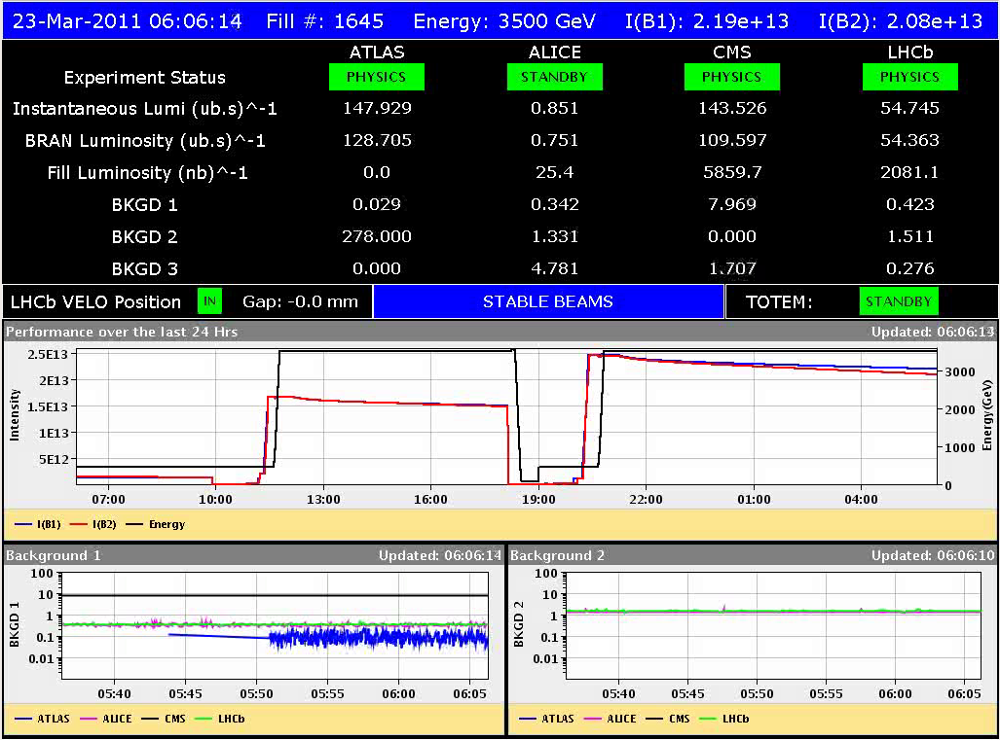 23-Mar-2011 06:06:14 Fill #: 1645 Energy: 3500 GeV I(B1): 2.19e+13 I(B2): 2.08e+13
ATLAS ALICE CMS LHCb
Experiment Status PHYSICS STANDBY PHYSICS PHYSICS
Instantaneous Lumi (ub.s)^-1 147.929 0.851 143.526 54.745
BRAN Luminosity (ub.s)^-1 128.705 0.751 109.597 54.363
Fill Luminosity (nb)^-1 0.0 25.4 5859.7 2081.1
BKGD 1 0.029 0.342 7.969 0.423
BKGD 2 278.000 1.331 0.000 1.511
BKGD 3 0.000 4.781 1.707 0.276
LHCb VELO Position IN Gap: -0.0 mm STABLE BEAMS TOTEM: STANDBY
Performance over the last 24 Hrs Updated: 06:06:13
Intensity
2.5E13
2E13
1.5E13
1E13
5E12
3000
2000
1000
0
Energy(GeV)
07:00 10:00 13:00 16:00 19:00 22:00 01:00 04:00
I(B1) I(B2) Energy
Background 1 Updated: 06:06:14
BKGD 1
100
10
1
0.1
0.01
05:40 05:45 05:50 05:55 06:00 06:05
ATLAS ALICE CMS LHCb
Background 2 Updated: 06:06:10
BKGD 2
100
10
1
0.1
0.01
05:40 05:45 05:50 05:55 06:00 06:05
ATLAS ALICE CMS LHCb